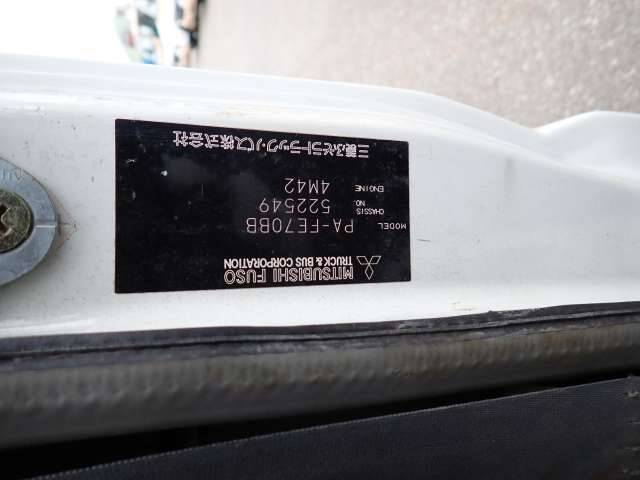 MITSUBISHI FUSO
TRUCK & BUS CORPORATION
MODEL PA-FE70BB
CHASSIS NO. 522549
ENGINE 4M42
三菱ふそうトラック・バス株式会社